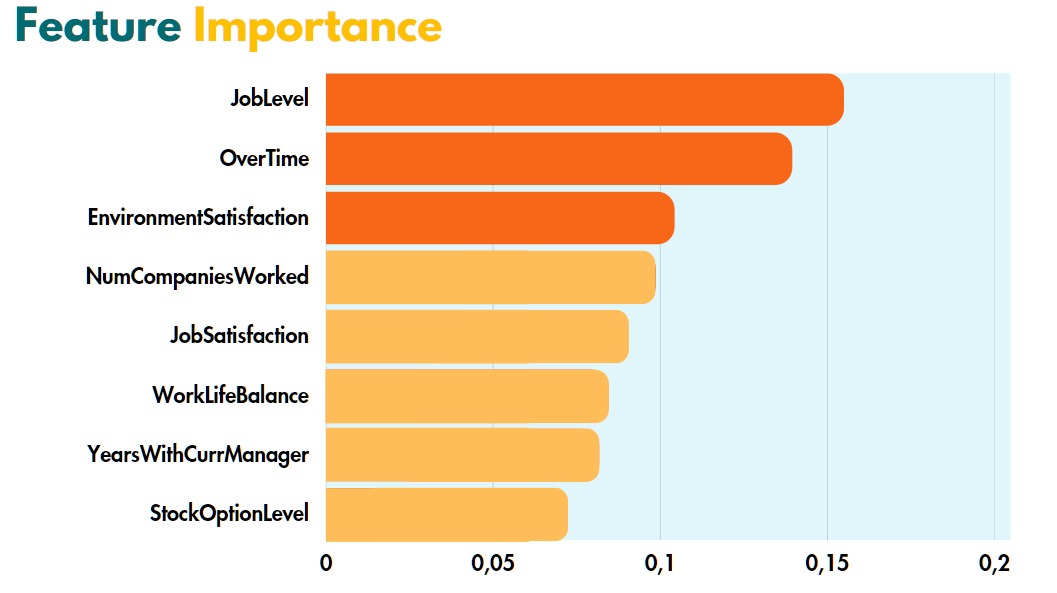 Feature Importance
JobLevel
OverTime
EnvironmentSatisfaction
NumCompaniesWorked
JobSatisfaction
WorkLifeBalance
YearsWithCurrManager
StockOptionLevel
0 0,05 0,1 0,15 0,2